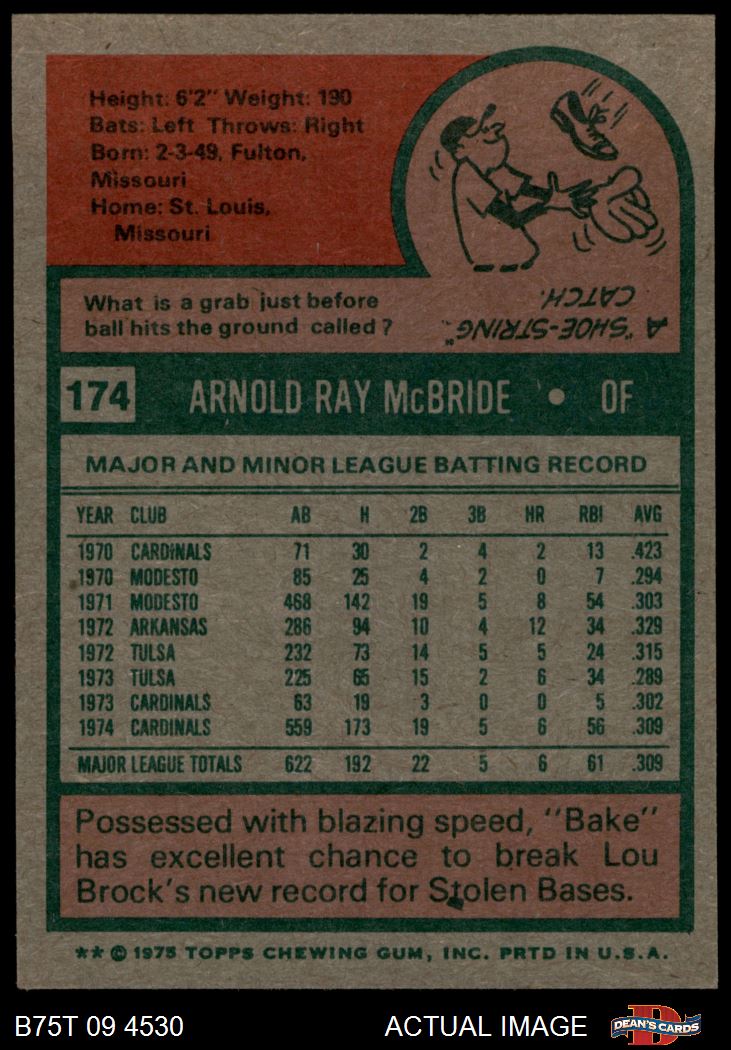 Height: 6'2" Weight: 190
Bats: Left Throws: Right
Born: 2-3-49, Fulton,
Missouri
Home: St. Louis,
Missouri
What is a grab just before
ball hits the ground called?
A "SHOE-STRING"
CATCH.
174 ARNOLD RAY McBRIDE • OF
MAJOR AND MINOR LEAGUE BATTING RECORD
YEAR CLUB AB H 2B 3B HR RBI AVG
1970 CARDINALS 71 30 2 4 2 13 .423
1970 MODESTO 85 25 4 2 0 7 .294
1971 MODESTO 468 142 19 5 8 54 .303
1972 ARKANSAS 286 94 10 4 12 34 .329
1972 TULSA 232 73 14 5 5 24 .315
1973 TULSA 225 65 15 2 6 34 .289
1973 CARDINALS 63 19 3 0 0 5 .302
1974 CARDINALS 559 173 19 5 6 56 .309
MAJOR LEAGUE TOTALS 622 192 22 5 6 61 .309
Possessed with blazing speed, "Bake"
has excellent chance to break Lou
Brock's new record for Stolen Bases.
** © 1975 TOPPS CHEWING GUM, INC. PRTD IN U.S.A.
B75T 09 4530 ACTUAL IMAGE DEAN'S CARDS